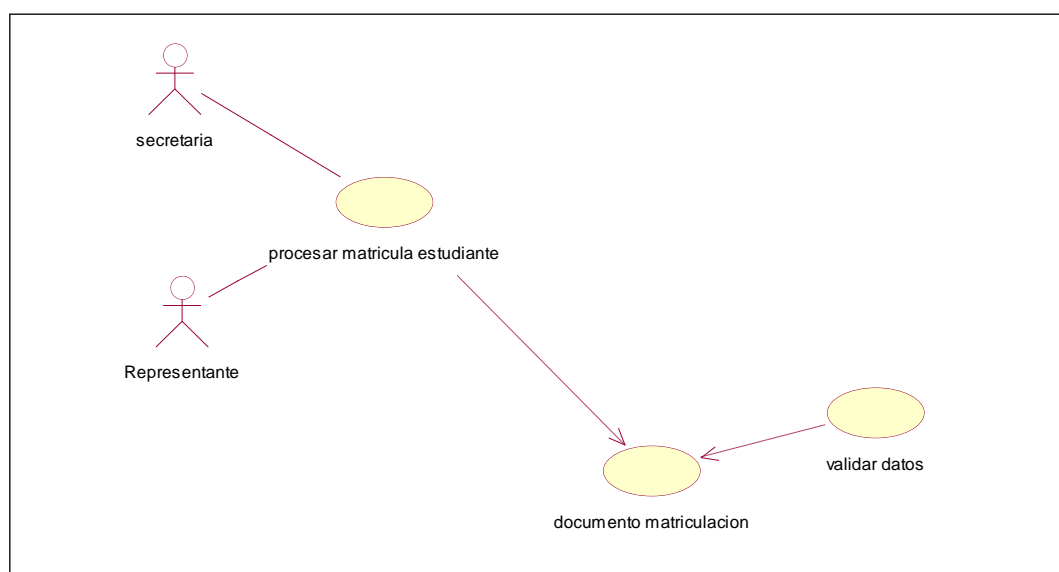 secretaria
procesar matricula estudiante
Representante
validar datos
documento matriculacion